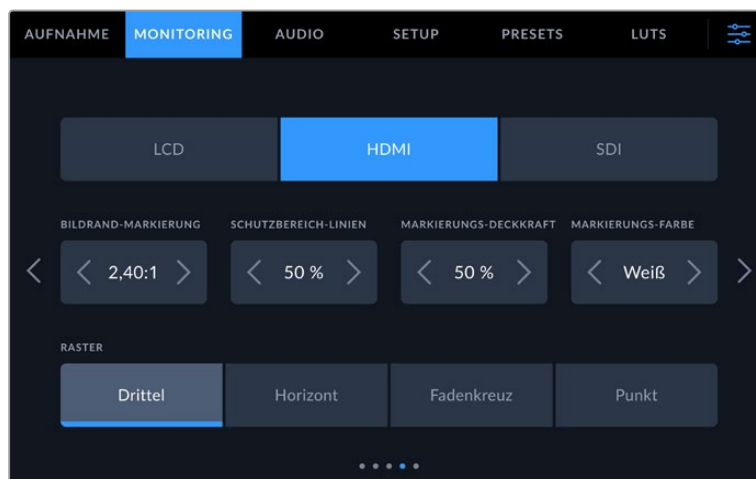 AUFNAHME MONITORING AUDIO SETUP PRESETS LUTS
LCD HDMI SDI
BILDRAND-MARKIERUNG SCHUTZBEREICH-LINIEN MARKIERUNGS-DECKKRAFT MARKIERUNGS-FARBE
2,40:1 50 % 50 % Weiß
RASTER
Drittel Horizont Fadenkreuz Punkt